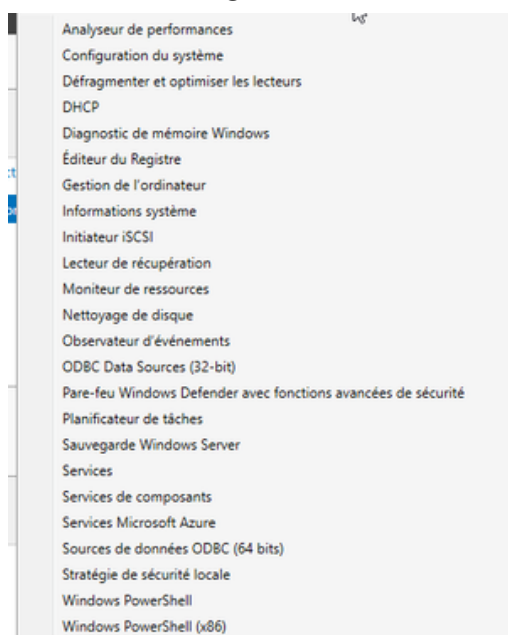 Analyseur de performances
Configuration du système
Défragmenter et optimiser les lecteurs
DHCP
Diagnostic de mémoire Windows
Éditeur du Registre
Gestion de l'ordinateur
Informations système
Initiateur iSCSI
Lecteur de récupération
Moniteur de ressources
Nettoyage de disque
Observateur d'événements
ODBC Data Sources (32-bit)
Pare-feu Windows Defender avec fonctions avancées de sécurité
Planificateur de tâches
Sauvegarde Windows Server
Services
Services de composants
Services Microsoft Azure
Sources de données ODBC (64 bits)
Stratégie de sécurité locale
Windows PowerShell
Windows PowerShell (x86)